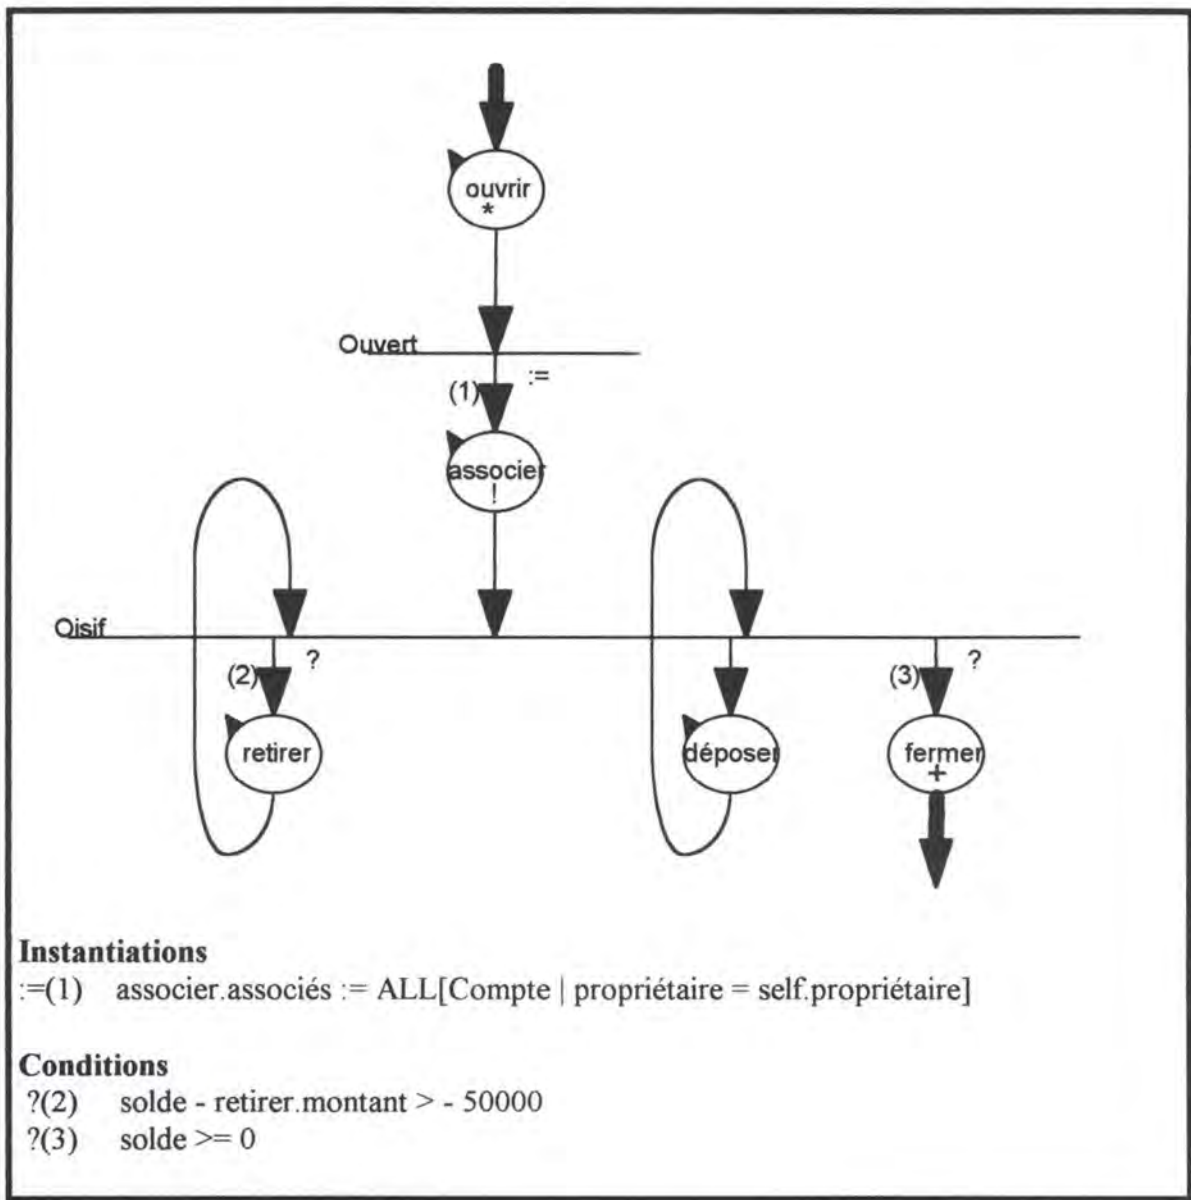 ouvrir
*
Ouvert
:=
(1)
associer
!
Oisif
(2)
?
(3)
?
retirer
déposer
fermer
+
Instantiations
:=(1) associer.associés := ALL[Compte | propriétaire = self.propriétaire]
Conditions
?(2) solde - retirer.montant > - 50000
?(3) solde >= 0